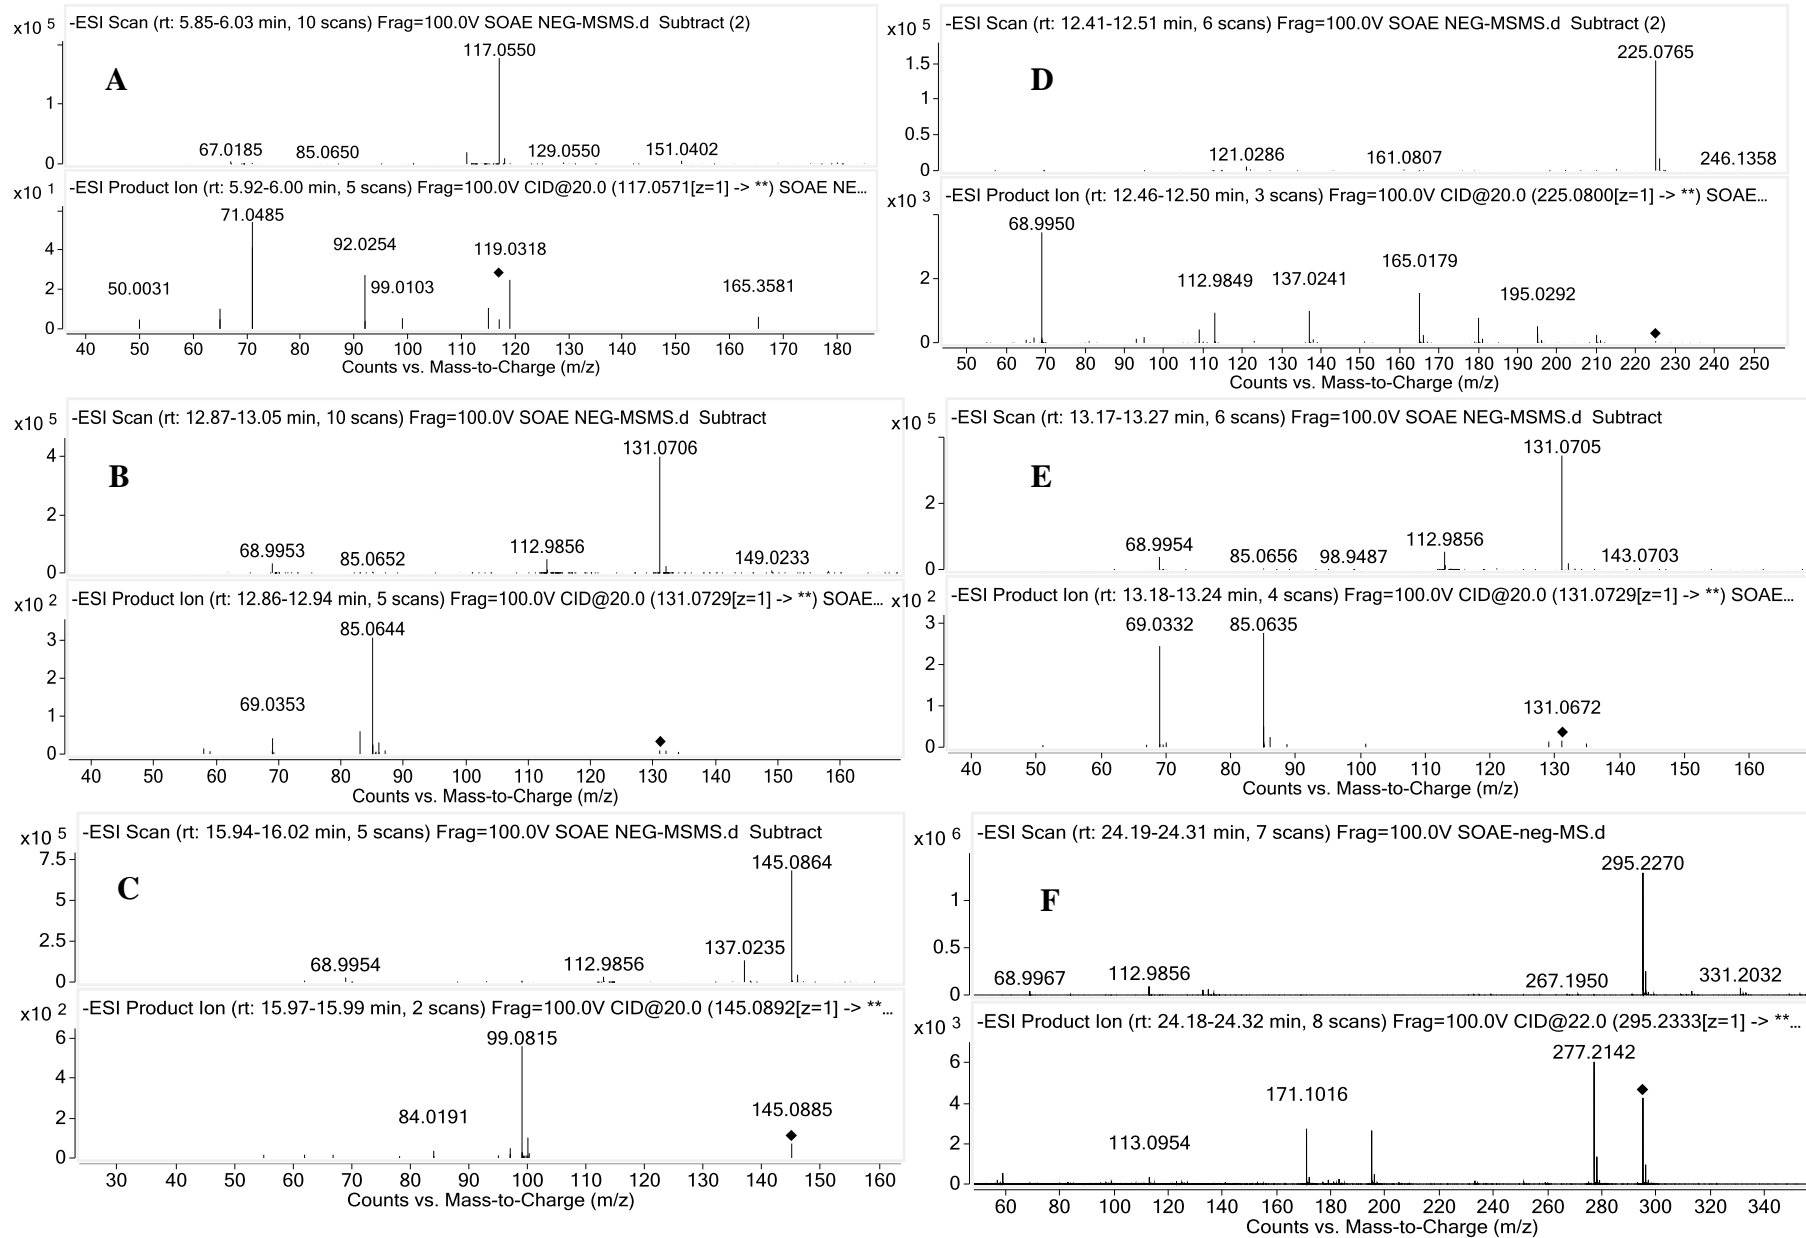 -ESI Scan (rt: 5.85-6.03 min, 10 scans) Frag=100.0V SOAE NEG-MSMS.d Subtract (2)
x10 5
117.0550
A
1
67.0185
85.0650
129.0550
151.0402
0
-ESI Product Ion (rt: 5.92-6.00 min, 5 scans) Frag=100.0V CID@20.0 (117.0571[z=1] -> **) SOAE NE...
x10 1
71.0485
4
92.0254
119.0318
2
50.0031
99.0103
165.3581
0
40 50 60 70 80 90 100 110 120 130 140 150 160 170 180
Counts vs. Mass-to-Charge (m/z)
-ESI Scan (rt: 12.41-12.51 min, 6 scans) Frag=100.0V SOAE NEG-MSMS.d Subtract (2)
x10 5
225.0765
1.5
D
1
0.5
121.0286
161.0807
246.1358
0
-ESI Product Ion (rt: 12.46-12.50 min, 3 scans) Frag=100.0V CID@20.0 (225.0800[z=1] -> **) SOAE...
x10 3
68.9950
2
112.9849
137.0241
165.0179
195.0292
0
50 60 70 80 90 100 110 120 130 140 150 160 170 180 190 200 210 220 230 240 250
Counts vs. Mass-to-Charge (m/z)
-ESI Scan (rt: 12.87-13.05 min, 10 scans) Frag=100.0V SOAE NEG-MSMS.d Subtract
x10 5
131.0706
4
B
2
68.9953
85.0652
112.9856
149.0233
0
-ESI Product Ion (rt: 12.86-12.94 min, 5 scans) Frag=100.0V CID@20.0 (131.0729[z=1] -> **) SOAE...
x10 2
85.0644
3
2
69.0353
1
0
40 50 60 70 80 90 100 110 120 130 140 150 160
Counts vs. Mass-to-Charge (m/z)
-ESI Scan (rt: 13.17-13.27 min, 6 scans) Frag=100.0V SOAE NEG-MSMS.d Subtract
x10 5
131.0705
E
2
68.9954
85.0656
98.9487
112.9856
143.0703
0
-ESI Product Ion (rt: 13.18-13.24 min, 4 scans) Frag=100.0V CID@20.0 (131.0729[z=1] -> **) SOAE...
x10 2
3
69.0332
85.0635
2
1
131.0672
0
40 50 60 70 80 90 100 110 120 130 140 150 160
Counts vs. Mass-to-Charge (m/z)
-ESI Scan (rt: 15.94-16.02 min, 5 scans) Frag=100.0V SOAE NEG-MSMS.d Subtract
x10 5
7.5
145.0864
C
5
2.5
68.9954
112.9856
137.0235
0
-ESI Product Ion (rt: 15.97-15.99 min, 2 scans) Frag=100.0V CID@20.0 (145.0892[z=1] -> **...
x10 2
6
99.0815
4
2
84.0191
145.0885
0
30 40 50 60 70 80 90 100 110 120 130 140 150 160
Counts vs. Mass-to-Charge (m/z)
-ESI Scan (rt: 24.19-24.31 min, 7 scans) Frag=100.0V SOAE-neg-MS.d
x10 6
295.2270
F
1
0.5
68.9967
112.9856
267.1950
331.2032
0
-ESI Product Ion (rt: 24.18-24.32 min, 8 scans) Frag=100.0V CID@22.0 (295.2333[z=1] -> **...
x10 3
277.2142
6
171.1016
4
2
113.0954
0
60 80 100 120 140 160 180 200 220 240 260 280 300 320 340
Counts vs. Mass-to-Charge (m/z)